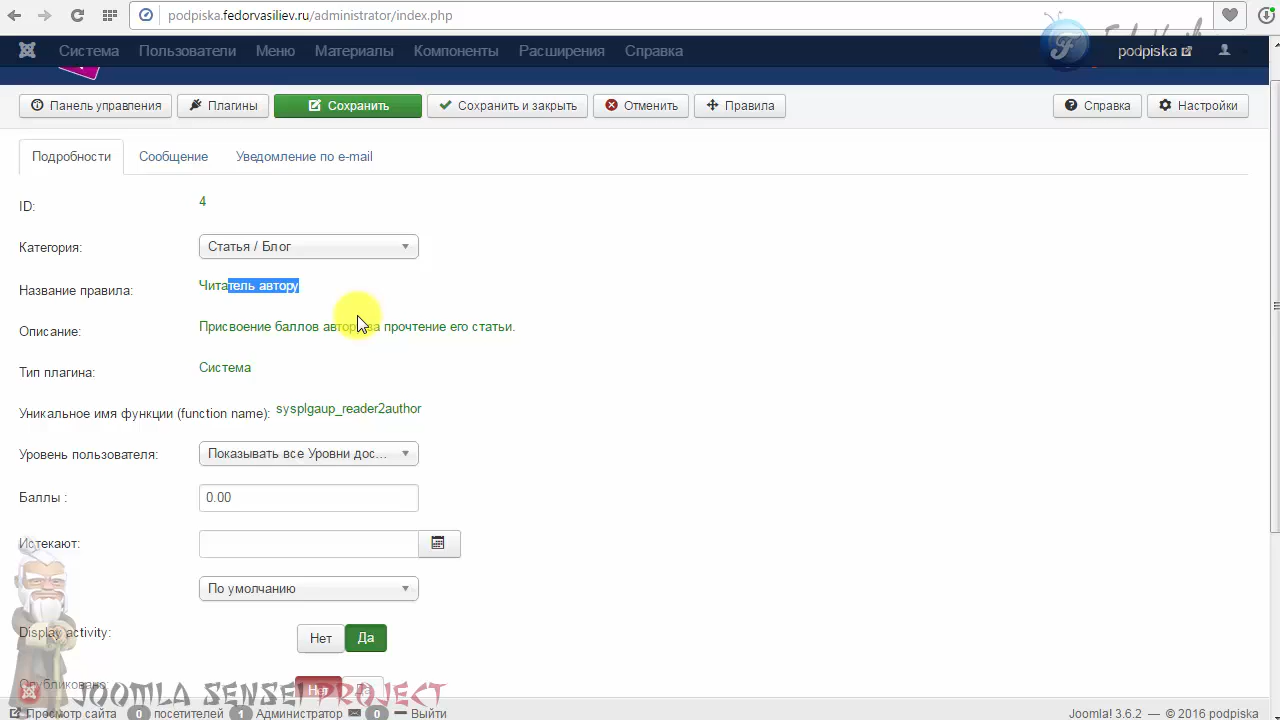 podpiska.fedorvasiliev.ru/administrator/index.php
Система Пользователи Меню Материалы Компоненты Расширения Справка podpiska
Панель управления Плагины Сохранить Сохранить и закрыть Отменить Правила Справка Настройки
Подробности Сообщение Уведомление по e-mail
ID: 4
Категория: Статья / Блог
Название правила: Читатель автору
Описание: Присвоение баллов автору за прочтение его статьи.
Тип плагина: Система
Уникальное имя функции (function name): sysplgaup_reader2author
Уровень пользователя: Показывать все Уровни дос...
Баллы : 0.00
Истекают:
По умолчанию
Display activity: Нет Да
Опубликовано: Нет Да
JOOMLA SENSEI PROJECT
Просмотр сайта 0 посетителей 1 Администратор 0 Выйти Joomla! 3.6.2 — © 2016 podpiska